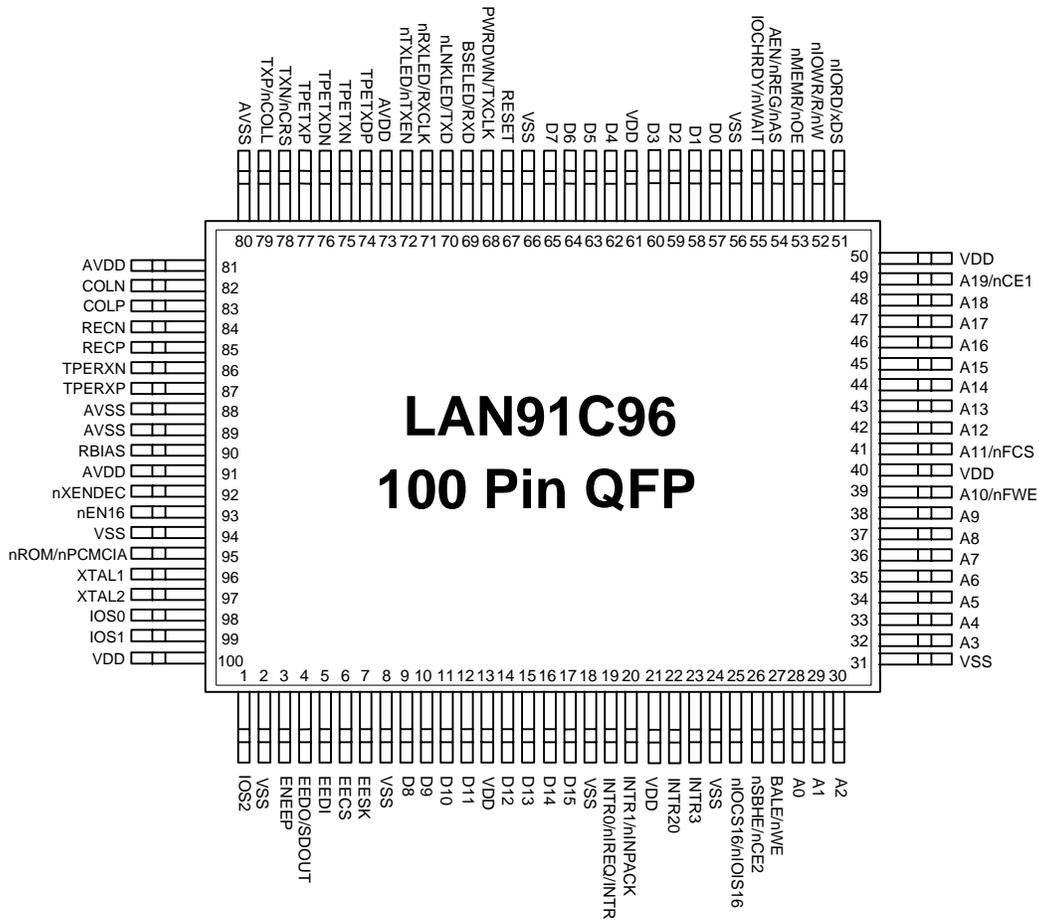 AVSS
TXP/nCOLL
TXN/nCRS
TPETXP
TPETXDN
TPETXN
TPETXDP
AVDD
nTXLED/nTXEN
nRXLED/RXCLK
nLNKLED/TXD
BSELED/RXD
PWRDWN/TXCLK
RESET
VSS
D7
D6
D5
D4
VDD
D3
D2
D1
D0
VSS
IOCHRDY/nWAIT
AEN/nREG/nAS
nMEMR/nOE
nIOWR/R/nW
nIORD/xDS
80 79 78 77 76 75 74 73 72 71 70 69 68 67 66 65 64 63 62 61 60 59 58 57 56 55 54 53 52 51
AVDD 81
COLN 82
COLP 83
RECN 84
RECP 85
TPERXN 86
TPERXP 87
AVSS 88
AVSS 89
RBIAS 90
AVDD 91
nXENDEC 92
nEN16 93
VSS 94
nROM/nPCMCIA 95
XTAL1 96
XTAL2 97
IOS0 98
IOS1 99
VDD 100
LAN91C96
100 Pin QFP
50 VDD
49 A19/nCE1
48 A18
47 A17
46 A16
45 A15
44 A14
43 A13
42 A12
41 A11/nFCS
40 VDD
39 A10/nFWE
38 A9
37 A8
36 A7
35 A6
34 A5
33 A4
32 A3
31 VSS
1 2 3 4 5 6 7 8 9 10 11 12 13 14 15 16 17 18 19 20 21 22 23 24 25 26 27 28 29 30
IOS2
VSS
ENEEP
EEDO/SDOUT
EEDI
EECS
EESK
VSS
D8
D9
D10
D11
VDD
D12
D13
D14
D15
VSS
INTR0/nIREQ/INTR
INTR1/nINPACK
VDD
INTR20
INTR3
VSS
nIOCS16/nIOIS16
nSBHE/nCE2
BALE/nWE
A0
A1
A2